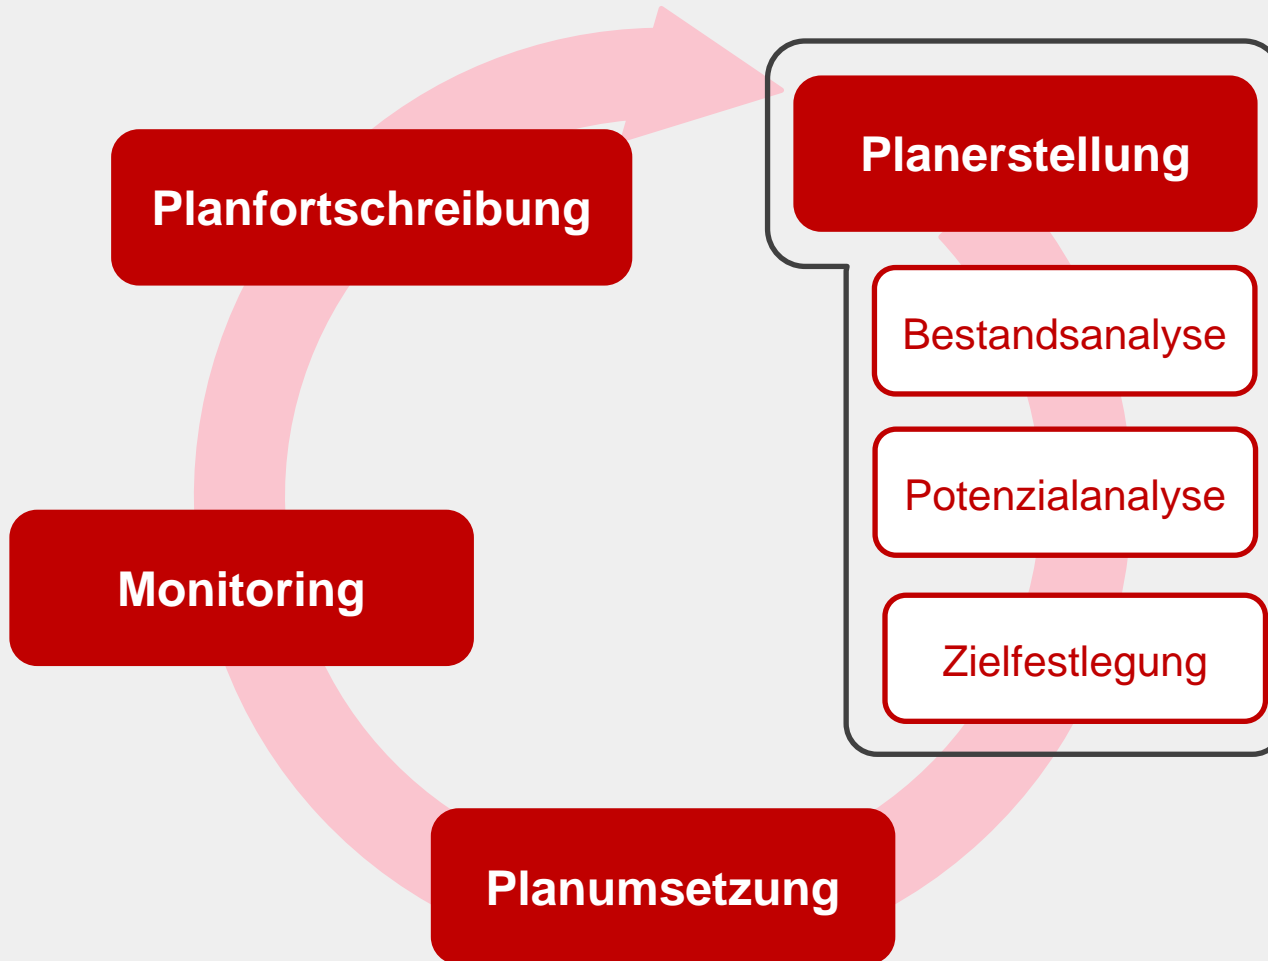 Planerstellung
Bestandsanalyse
Potenzialanalyse
Zielfestlegung
Planumsetzung
Monitoring
Planfortschreibung